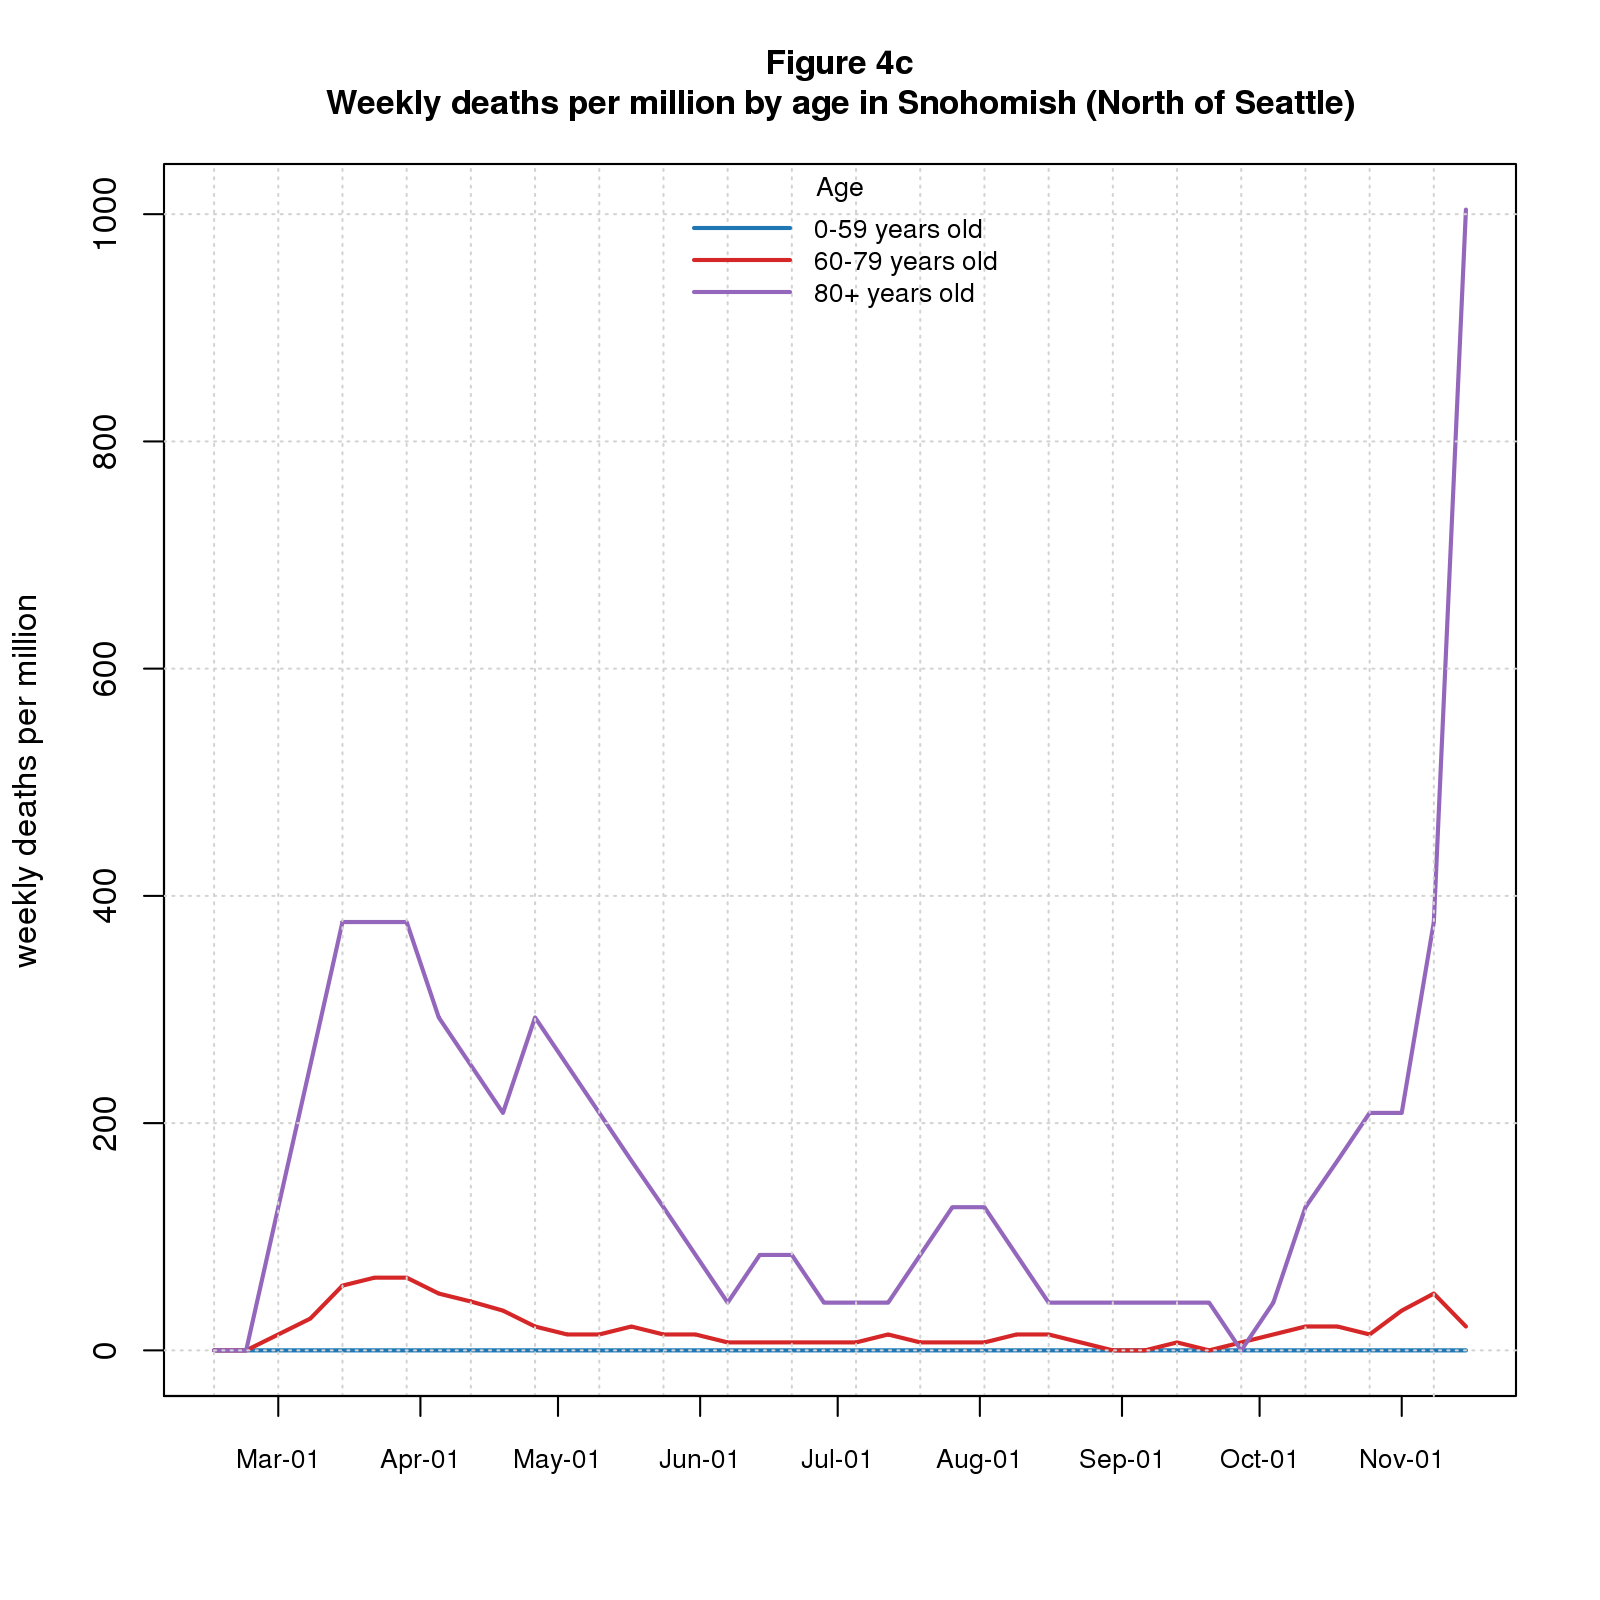 Figure 4c
Weekly deaths per million by age in Snohomish (North of Seattle)
Age
0-59 years old
60-79 years old
80+ years old
weekly deaths per million
1000
800
600
400
200
0
Mar-01 Apr-01 May-01 Jun-01 Jul-01 Aug-01 Sep-01 Oct-01 Nov-01